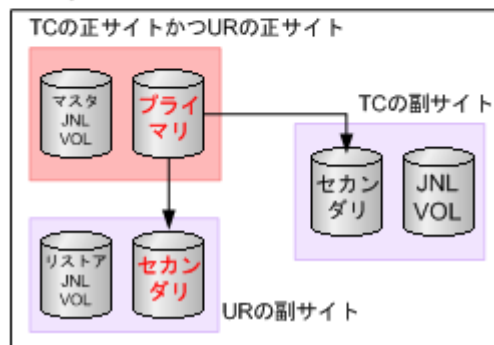 TCの正サイトかつURの正サイト
マスタ
JNL
VOL
プライ
マリ
TCの副サイト
セカン
ダリ
JNL
VOL
リストア
JNL
VOL
セカン
ダリ
URの副サイト